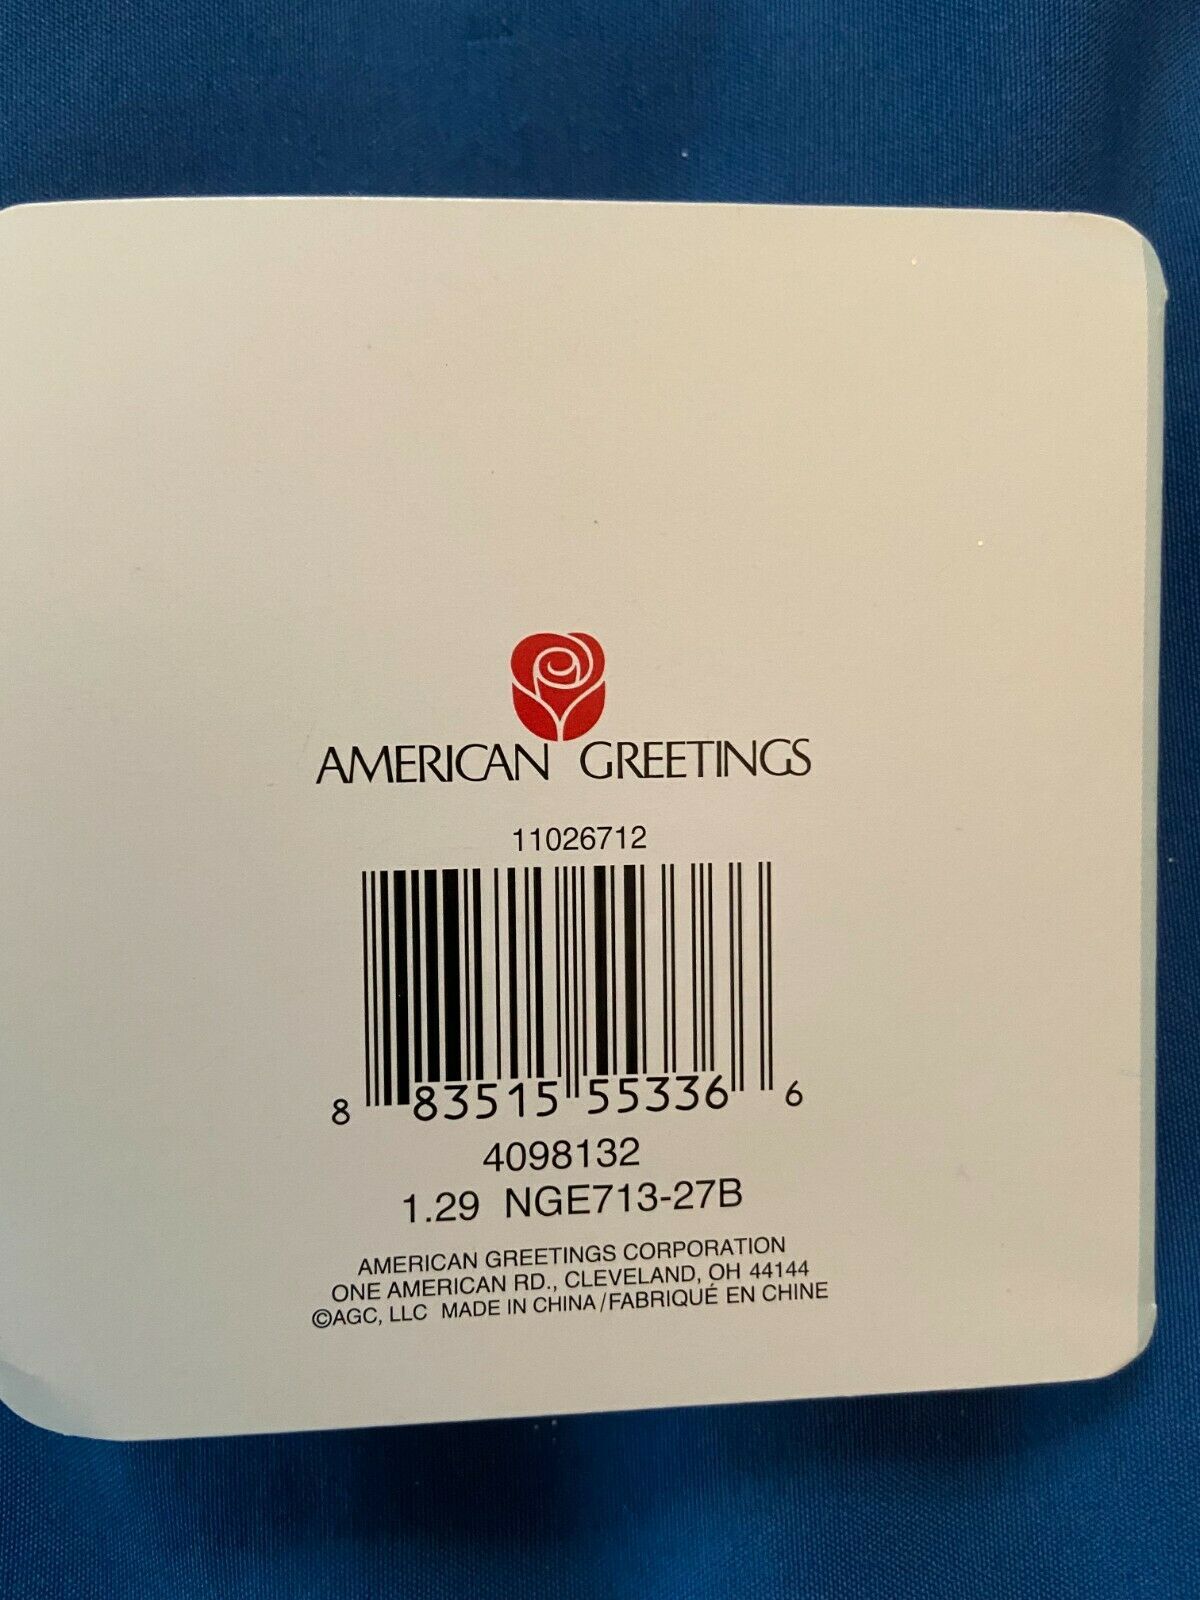 AMERICAN GREETINGS
11026712
8 83515 55336 6
4098132
1.29 NGE713-27B
AMERICAN GREETINGS CORPORATION
ONE AMERICAN RD., CLEVELAND, OH 44144
©AGC, LLC MADE IN CHINA/FABRIQUÉ EN CHINE